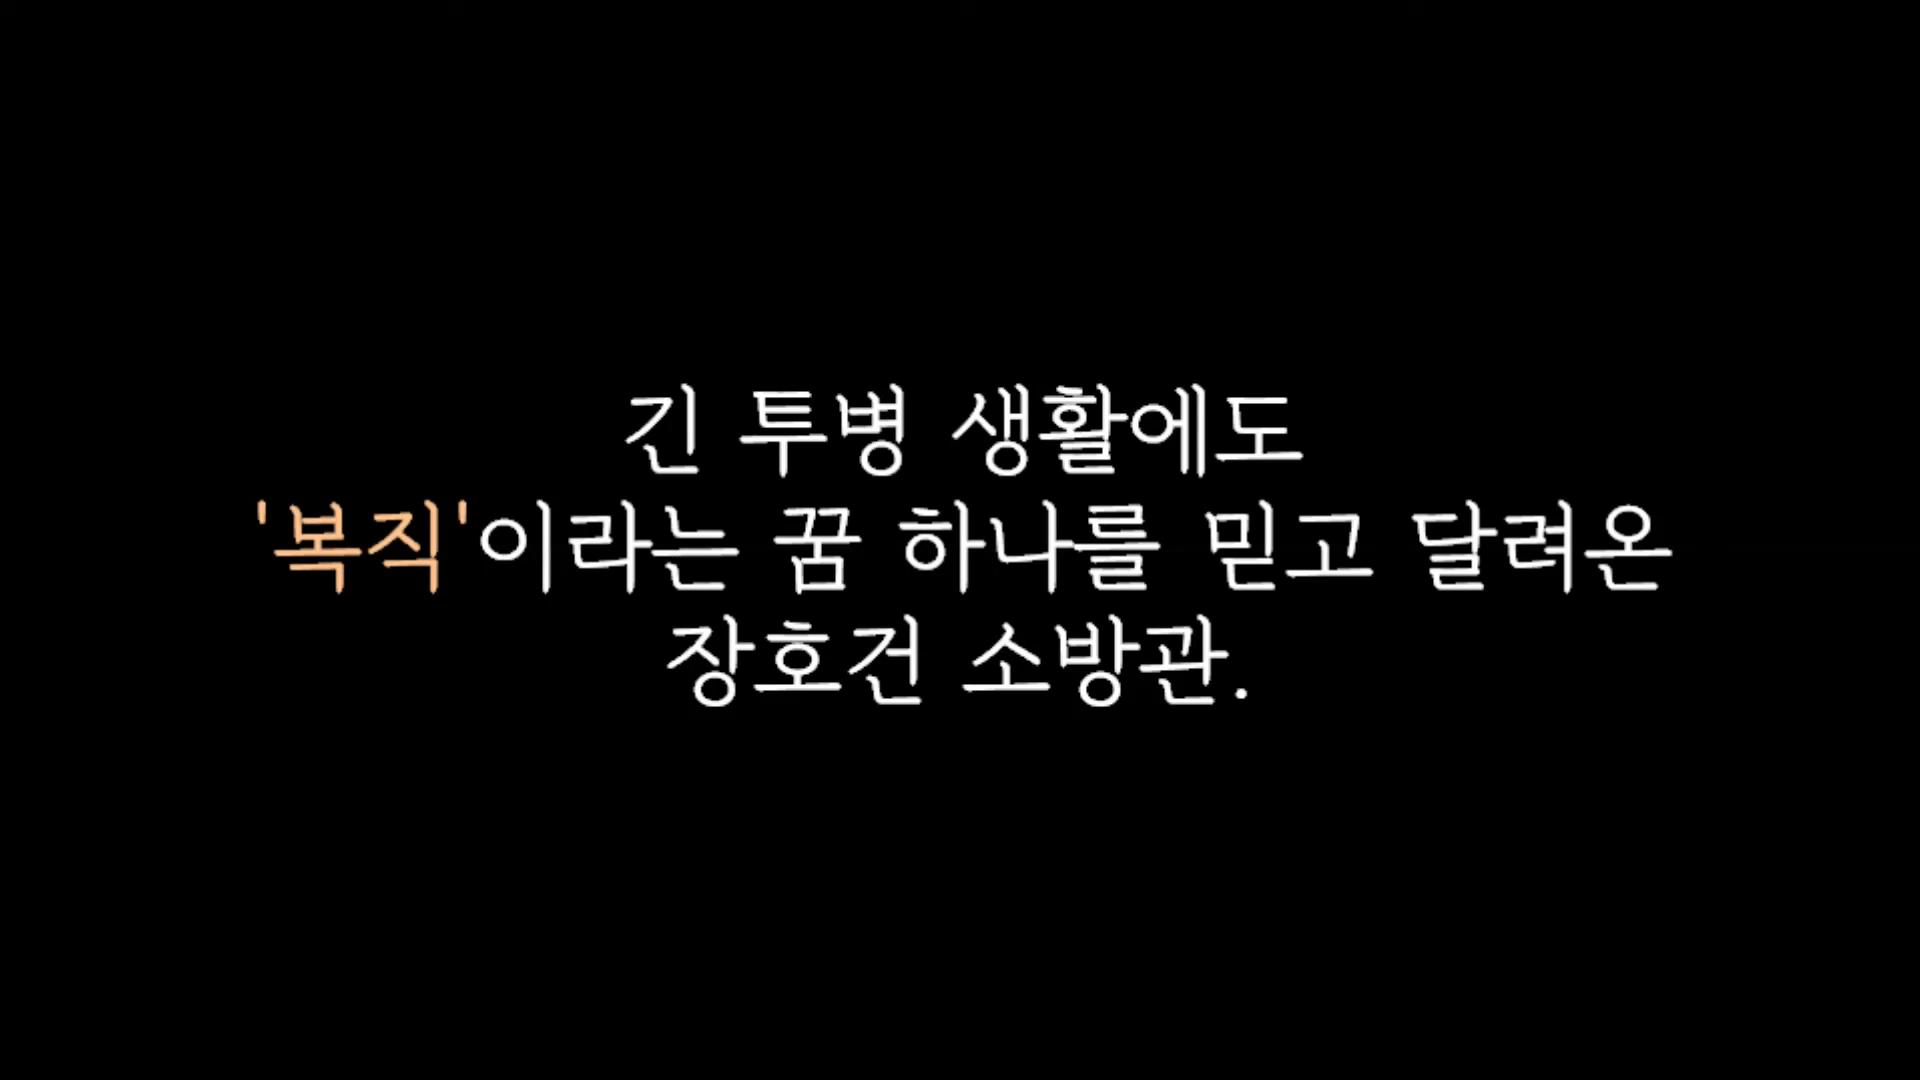 긴 투병 생활에도
'복직'이라는 꿈 하나를 믿고 달려온
장호건 소방관.